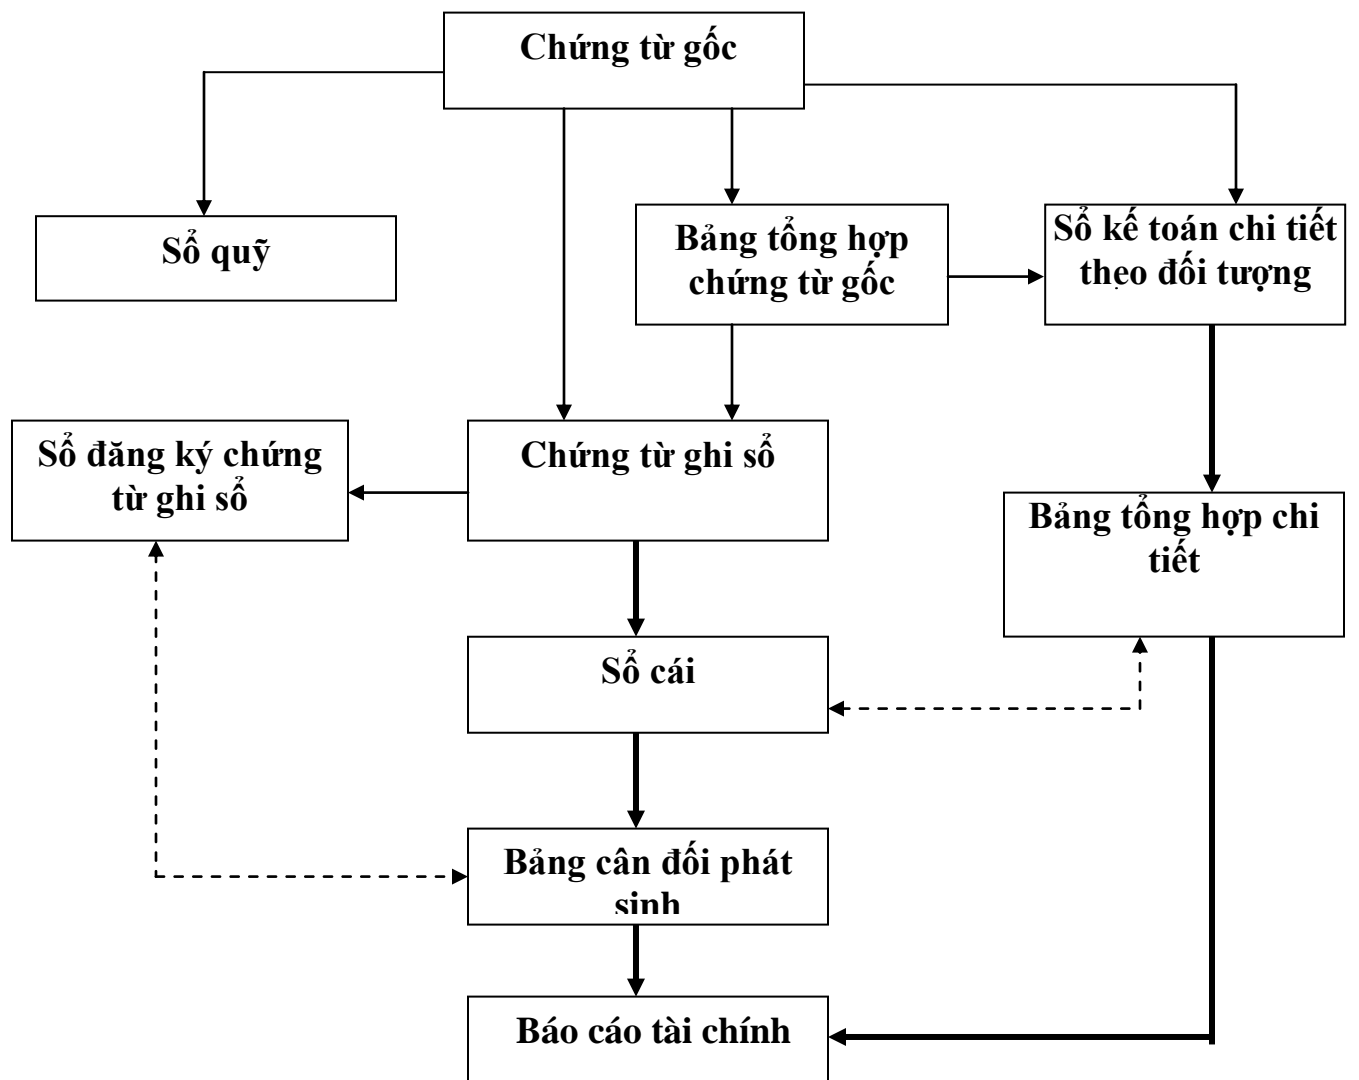 Chứng từ gốc
Sổ quỹ
Bảng tổng hợp
chứng từ gốc
Sổ kế toán chi tiết
theo đối tượng
Sổ đăng ký chứng
từ ghi sổ
Chứng từ ghi sổ
Bảng tổng hợp chi
tiết
Sổ cái
Bảng cân đối phát
sinh
Báo cáo tài chính